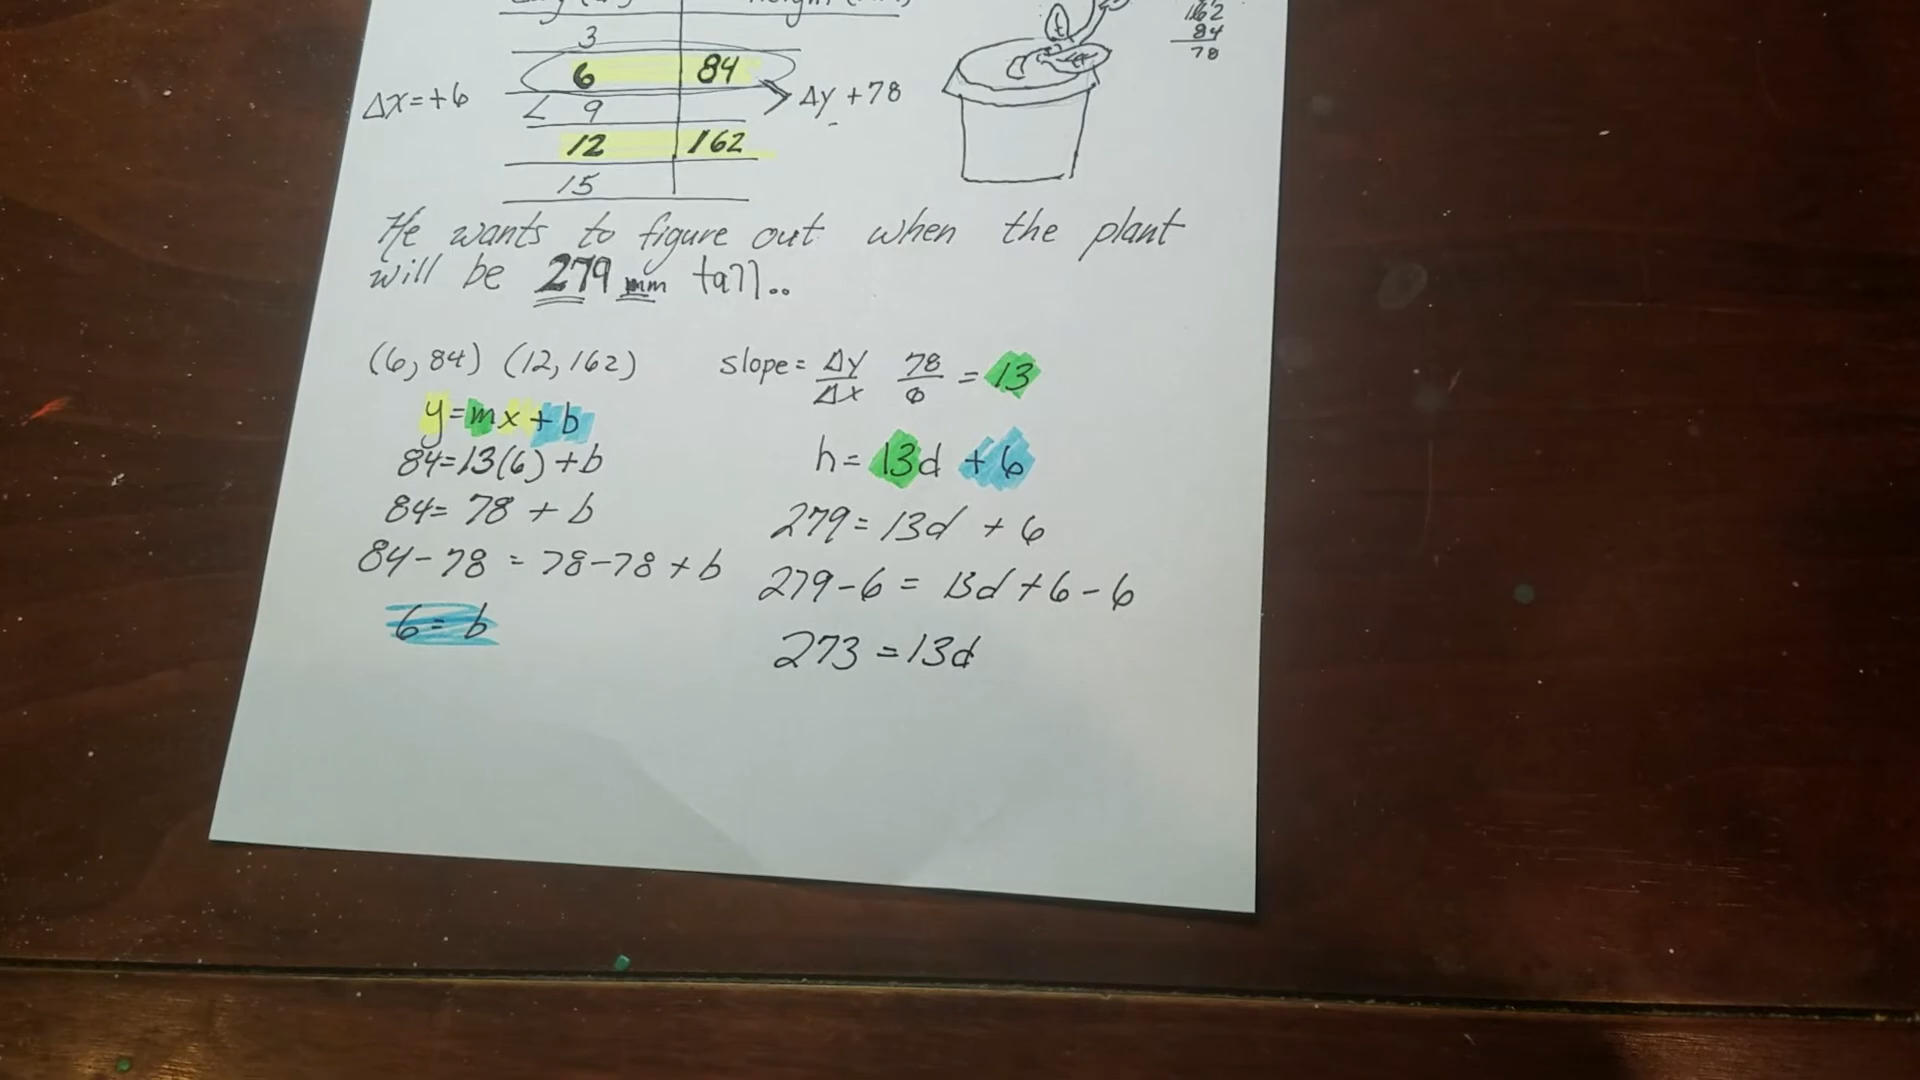 3
6 84
Δx=+6 9 Δy +78
12 162
15
162
84
78
He wants to figure out when the plant
will be 279 mm tall..
(6, 84) (12, 162)
y=mx+b
84=13(6)+b
84= 78 + b
84-78 = 78-78+b
6= b
slope= Δy/Δx 78/6 = 13
h= 13d + 6
279= 13d + 6
279-6 = 13d+6-6
273 =13d